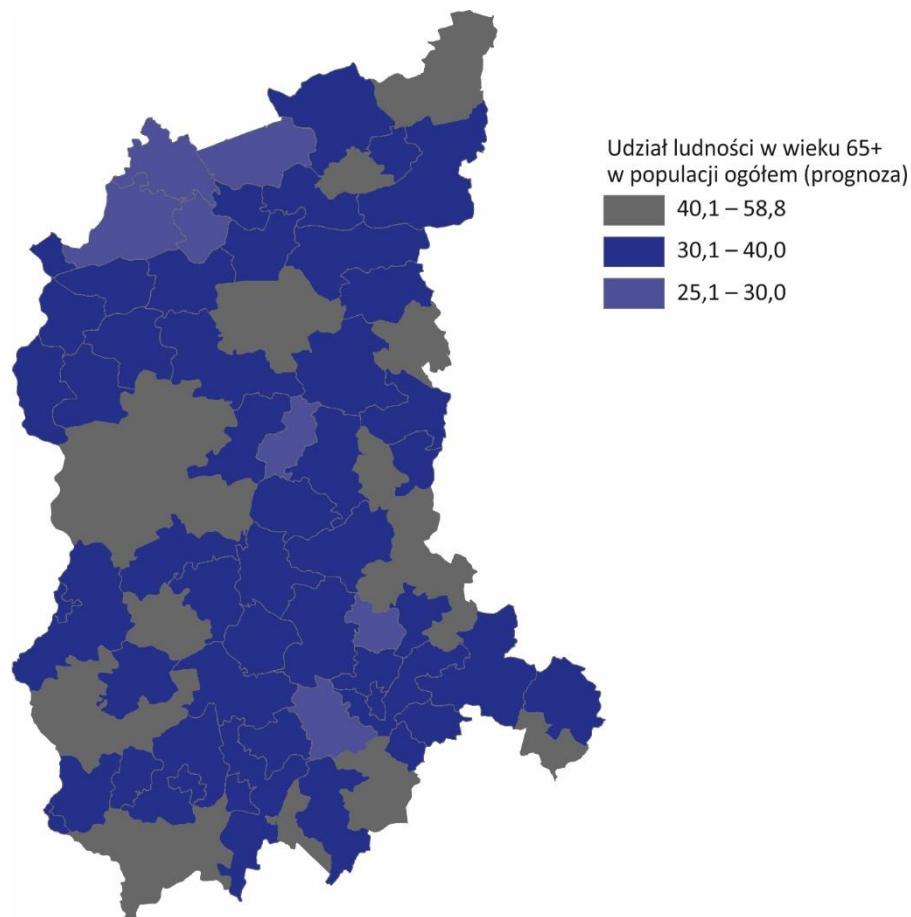 Udział ludności w wieku 65+
w populacji ogółem (prognoza)
40,1 – 58,8
30,1 – 40,0
25,1 – 30,0